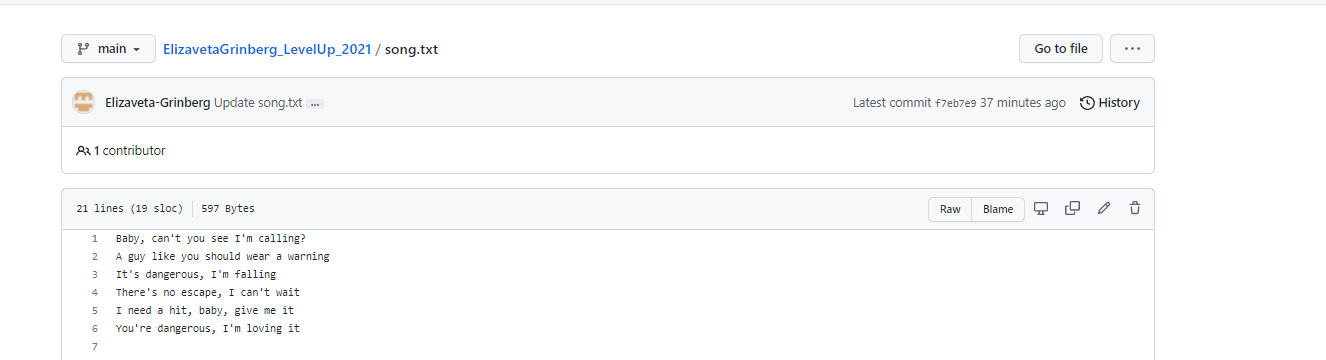 main
ElizavetaGrinberg_LevelUp_2021 / song.txt
Go to file
...
Elizaveta-Grinberg Update song.txt ...
Latest commit f7eb7e9 37 minutes ago
History
1 contributor
21 lines (19 sloc) 597 Bytes
Raw
Blame
1 Baby, can't you see I'm calling?
2 A guy like you should wear a warning
3 It's dangerous, I'm falling
4 There's no escape, I can't wait
5 I need a hit, baby, give me it
6 You're dangerous, I'm loving it
7